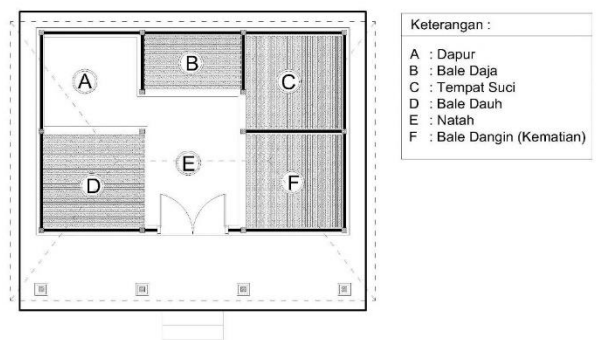 A
B
C
D
E
F
Keterangan :
A : Dapur
B : Bale Daja
C : Tempat Suci
D : Bale Dauh
E : Natah
F : Bale Dangin (Kematian)